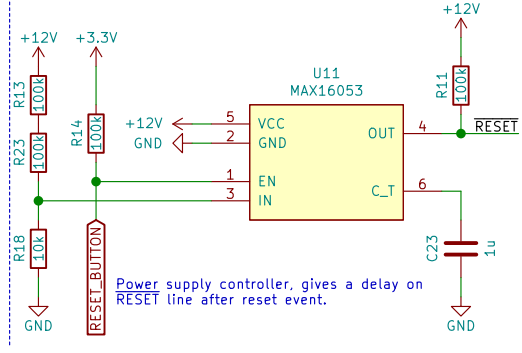 +12V
+12V
+3.3V
U11
MAX16053
R13
100k
R11
100k
R14
100k
+12V
5
VCC
GND
2
GND
OUT
4
RESET
R23
100k
1
EN
3
IN
C_T
6
R18
10k
RESET_BUTTON
C23
1u
Power supply controller, gives a delay on
RESET line after reset event.
GND
GND